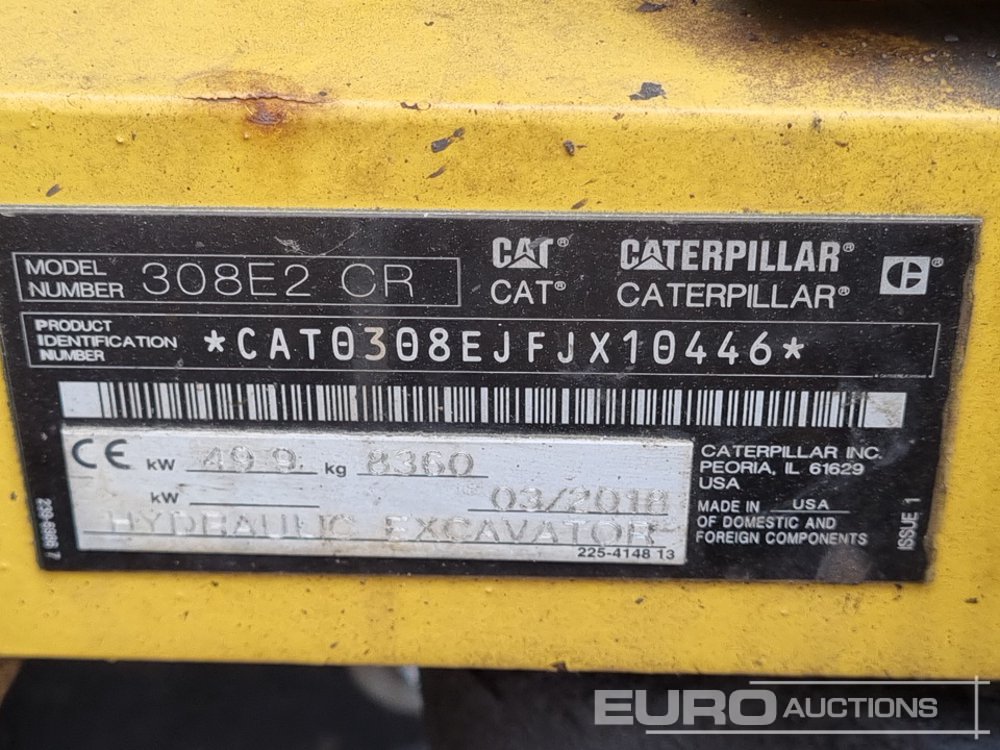 MODEL NUMBER 308E2 CR
CAT® CATERPILLAR®
CAT® CATERPILLAR®
PRODUCT IDENTIFICATION NUMBER *CAT0308EJFJX10446*
CE kW 49 9 kg 8360
kW 03/2018
HYDRAULIC EXCAVATOR
225-4148 13
CATERPILLAR INC.
PEORIA, IL 61629
USA
MADE IN USA
OF DOMESTIC AND
FOREIGN COMPONENTS
ISSUE 1
EURO AUCTIONS